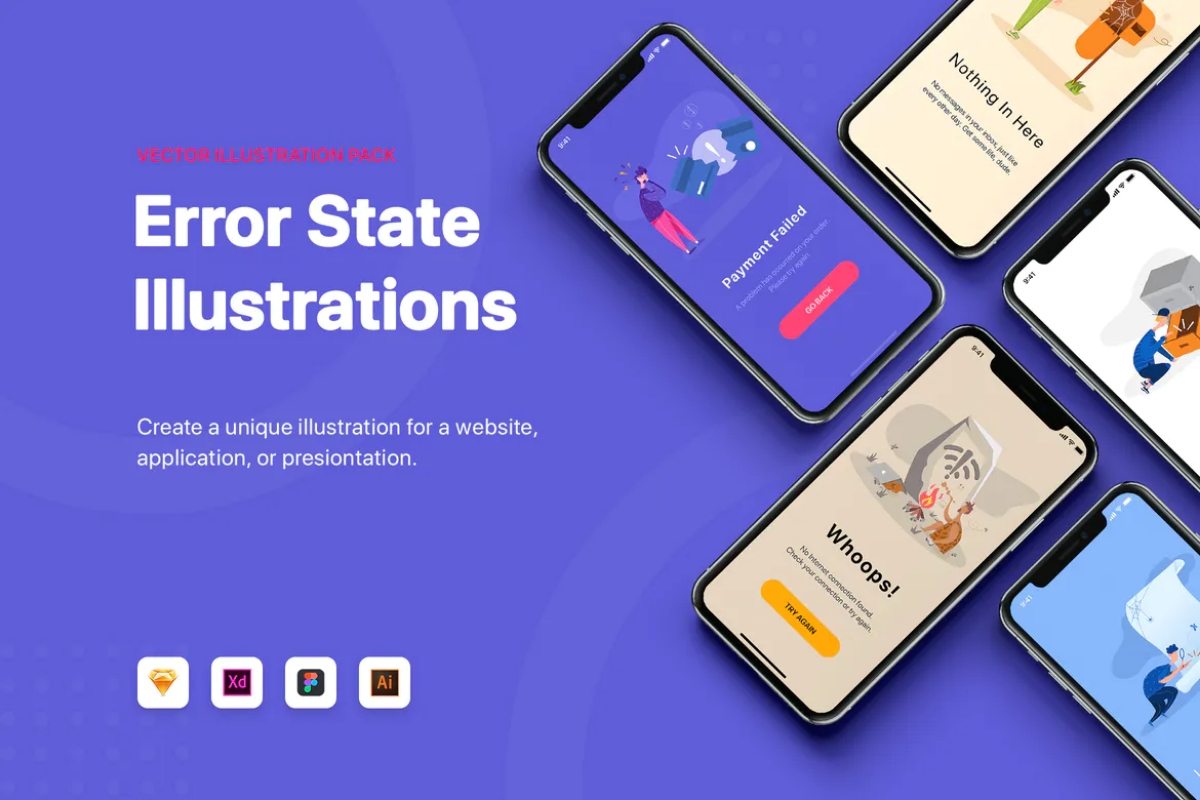 VECTOR ILLUSTRATION PACK
Error State
Illustrations
Create a unique illustration for a website,
application, or presiontation.
Xd
Ai
9:41
Payment Failed
A problem has occurred on your order.
Please try again.
GO BACK
Nothing In Here
No messages in your inbox, just like
every other day. Get some life, dude.
9:41
9:41
Whoops!
No Internet connection found.
Check your connection or try again.
TRY AGAIN
9:41